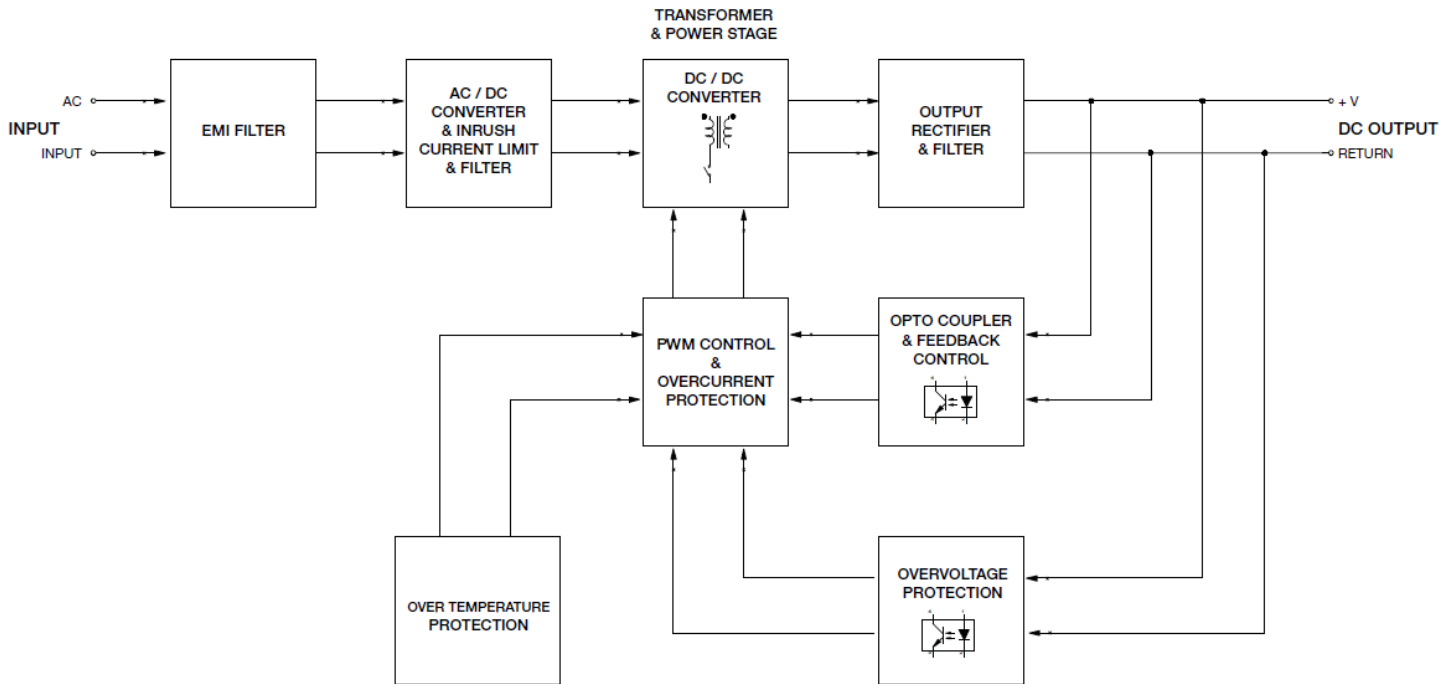 TRANSFORMER
& POWER STAGE
AC
INPUT
INPUT
EMI FILTER
AC / DC
CONVERTER
& INRUSH
CURRENT LIMIT
& FILTER
DC / DC
CONVERTER
OUTPUT
RECTIFIER
& FILTER
+ V
DC OUTPUT
RETURN
PWM CONTROL
&
OVERCURRENT
PROTECTION
OPTO COUPLER
& FEEDBACK
CONTROL
OVER TEMPERATURE
PROTECTION
OVERVOLTAGE
PROTECTION